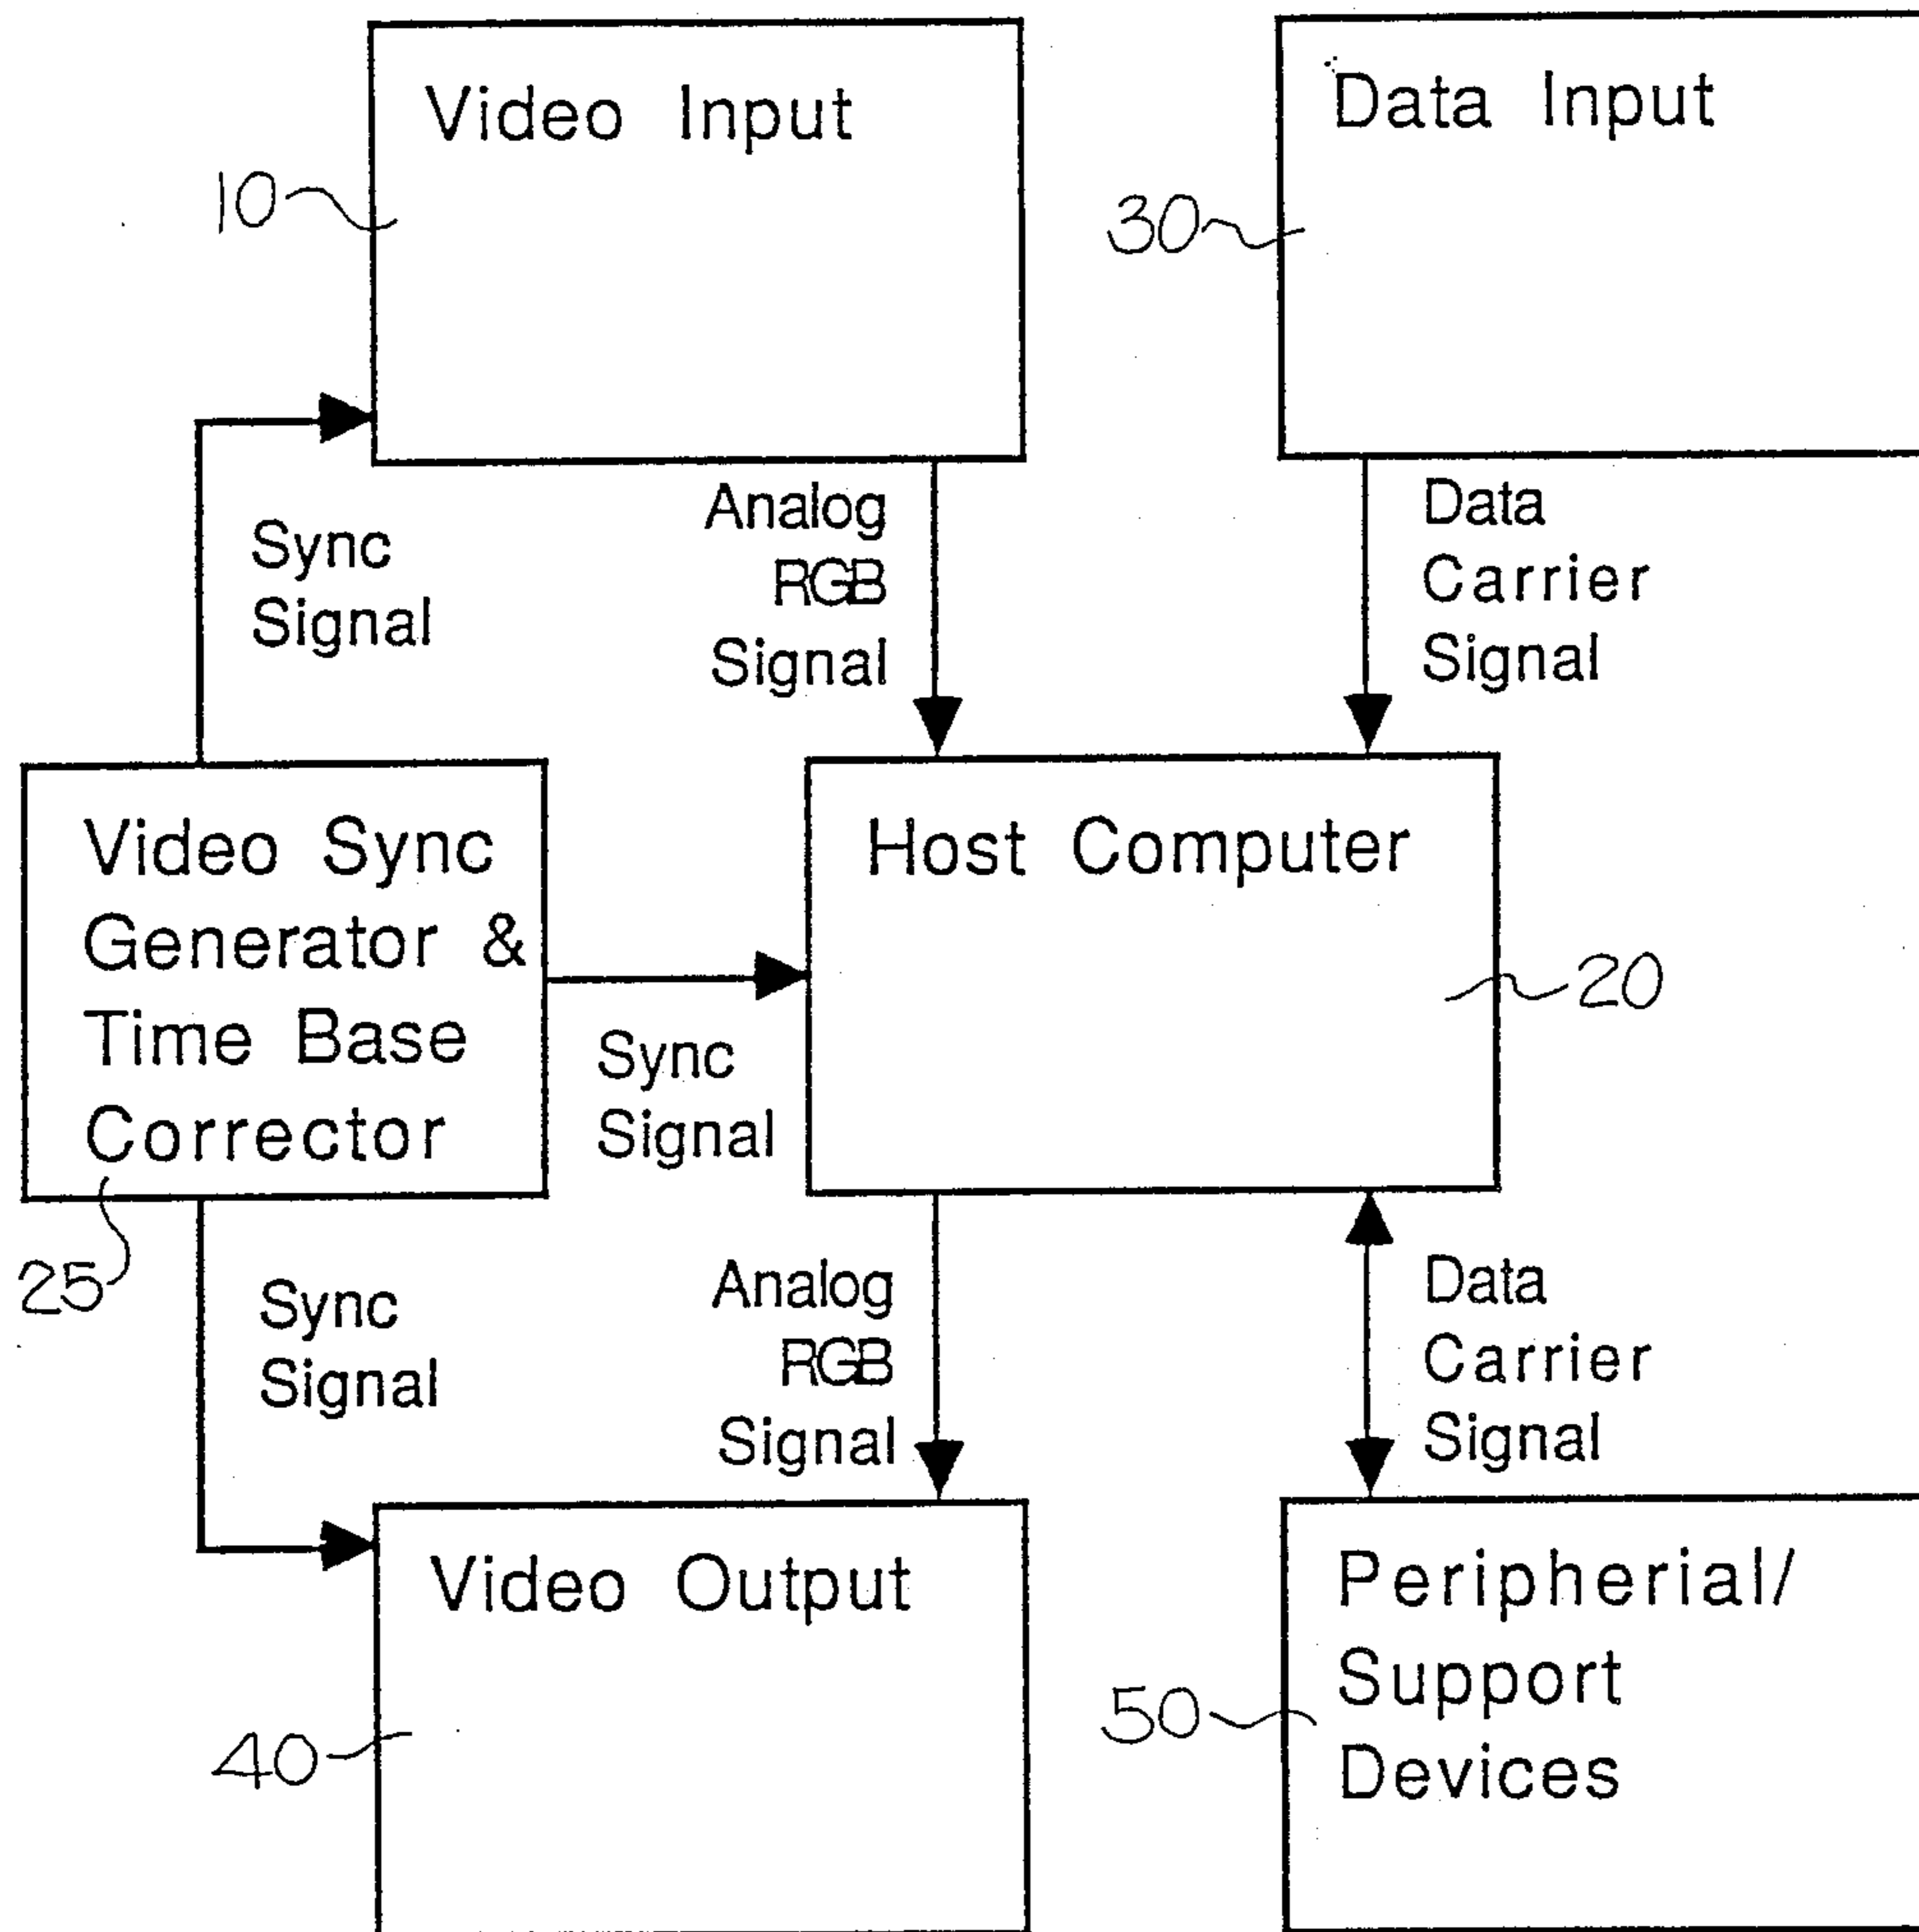 Video Input
10
Data Input
30
Sync
Signal
Analog
RGB
Signal
Data
Carrier
Signal
Video Sync
Generator &
Time Base
Corrector
25
Host Computer
20
Sync
Signal
Sync
Signal
Analog
RGB
Signal
Data
Carrier
Signal
Video Output
40
Peripherial/
Support
Devices
50